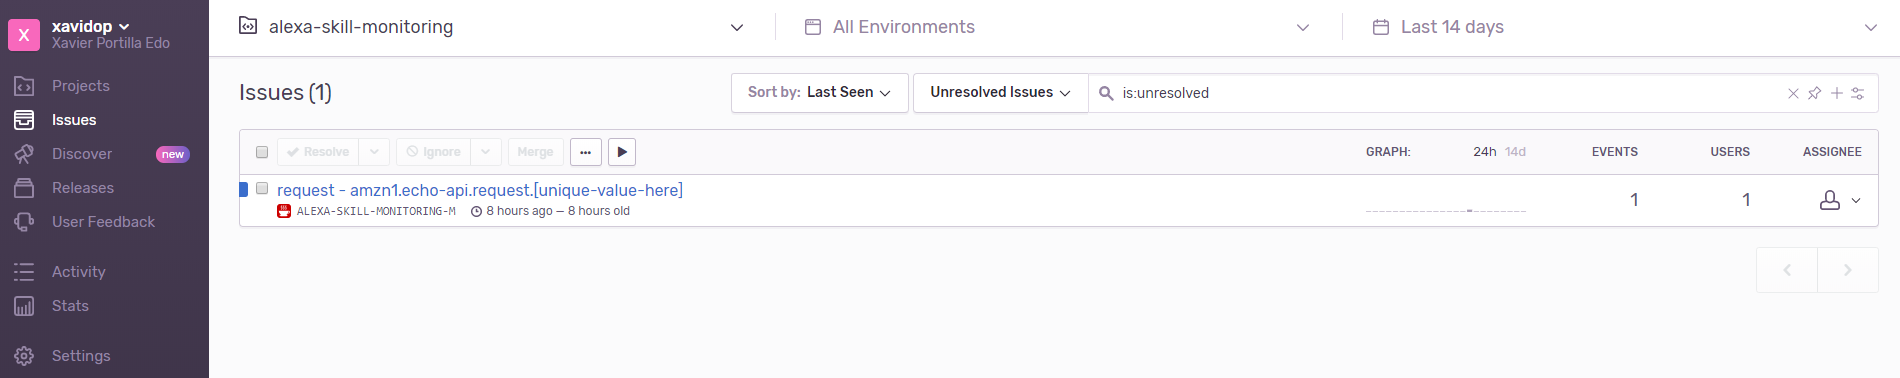 X
xavidop
Xavier Portilla Edo
Projects
Issues
Discover new
Releases
User Feedback
Activity
Stats
Settings
alexa-skill-monitoring
All Environments
Last 14 days
Issues (1)
Sort by: Last Seen
Unresolved Issues
is:unresolved
Resolve
Ignore
Merge
GRAPH: 24h 14d
EVENTS
USERS
ASSIGNEE
request - amzn1.echo-api.request.[unique-value-here]
ALEXA-SKILL-MONITORING-M 8 hours ago — 8 hours old
1
1